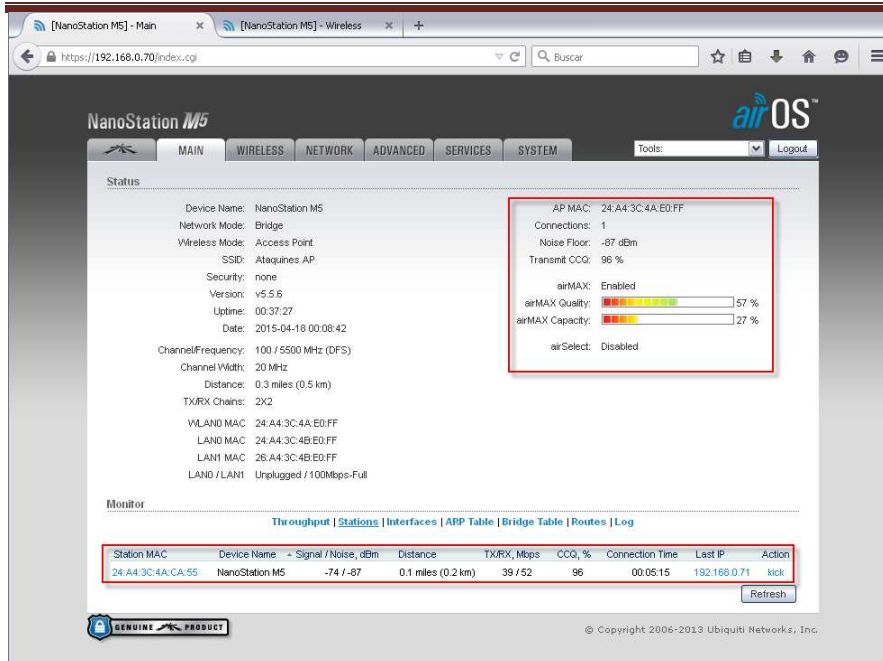 [NanoStation M5] - Main × [NanoStation M5] - Wireless × +
https://192.168.0.70/index.cgi Buscar
NanoStation M5 airOS™
MAIN WIRELESS NETWORK ADVANCED SERVICES SYSTEM Tools: Logout
Status
Device Name: NanoStation M5
Network Mode: Bridge
Wireless Mode: Access Point
SSID: Ataquines AP
Security: none
Version: v5.5.6
Uptime: 00:37:27
Date: 2015-04-18 00:08:42
Channel/Frequency: 100 / 5500 MHz (DFS)
Channel Width: 20 MHz
Distance: 0.3 miles (0.5 km)
TX/RX Chains: 2X2
WLAN0 MAC 24:A4:3C:4A:E0:FF
LAN0 MAC 24:A4:3C:4B:E0:FF
LAN1 MAC 26:A4:3C:4B:E0:FF
LAN0 / LAN1 Unplugged / 100Mbps-Full
AP MAC: 24:A4:3C:4A:E0:FF
Connections: 1
Noise Floor: -87 dBm
Transmit CCQ: 96 %
airMAX: Enabled
airMAX Quality: 57 %
airMAX Capacity: 27 %
airSelect: Disabled
Monitor
Throughput | Stations | Interfaces | ARP Table | Bridge Table | Routes | Log
Station MAC Device Name Signal / Noise, dBm Distance TX/RX, Mbps CCQ, % Connection Time Last IP Action
24:A4:3C:4A:CA:55 NanoStation M5 -74 / -87 0.1 miles (0.2 km) 39 / 52 96 00:05:15 192.168.0.71 kick
Refresh
GENUINE PRODUCT © Copyright 2006-2013 Ubiquiti Networks, Inc.